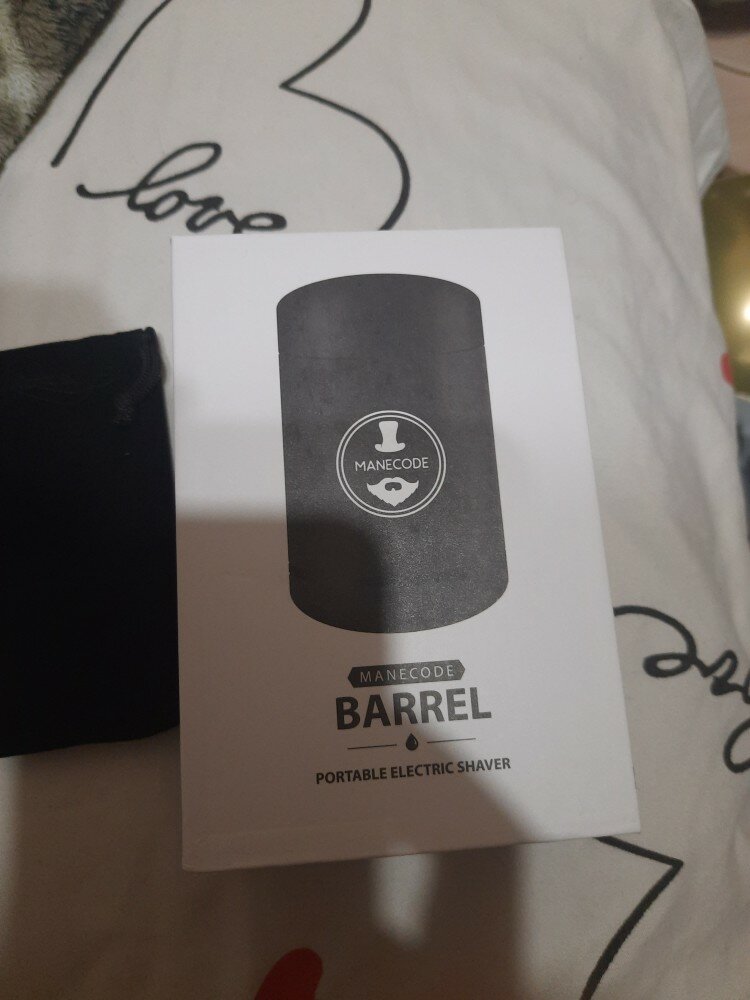 love
MANECODE
MANECODE
BARREL
PORTABLE ELECTRIC SHAVER